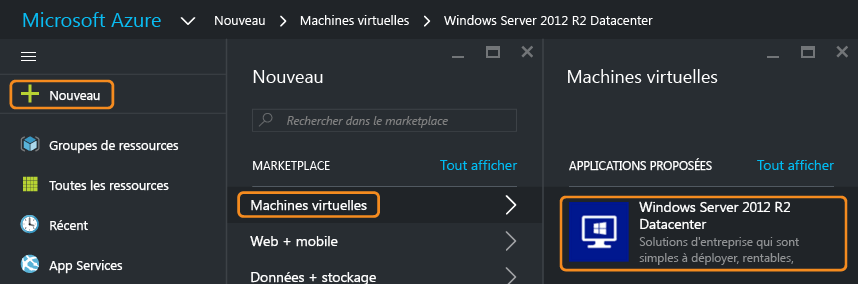 Microsoft Azure Nouveau Machines virtuelles Windows Server 2012 R2 Datacenter
Nouveau
Groupes de ressources
Toutes les ressources
Récent
App Services
Nouveau
Rechercher dans le marketplace
MARKETPLACE Tout afficher
Machines virtuelles
Web + mobile
Données + stockage
Machines virtuelles
APPLICATIONS PROPOSÉES Tout afficher
Windows Server 2012 R2
Datacenter
Solutions d'entreprise qui sont
simples à déployer, rentables,